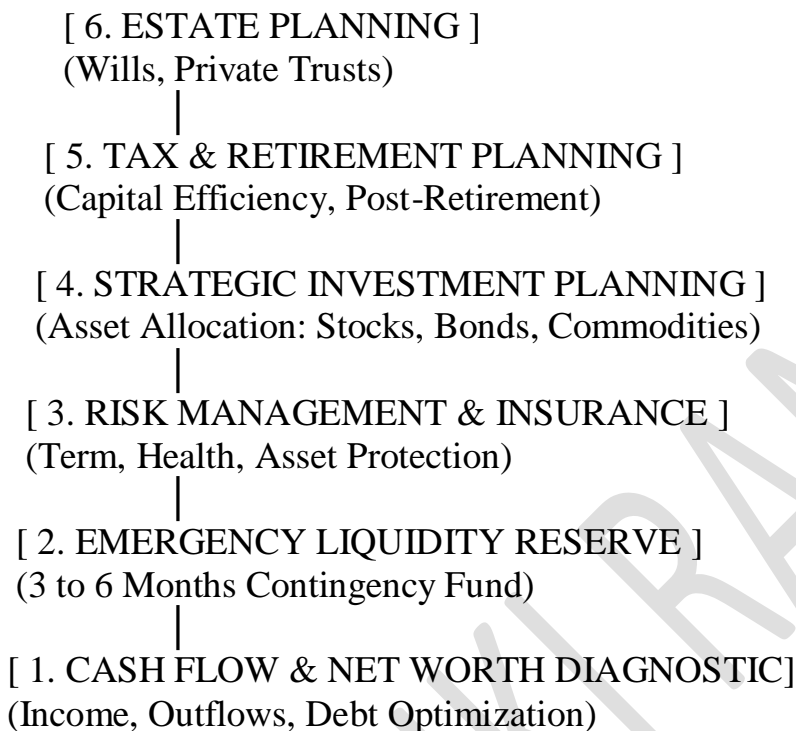 [ 6. ESTATE PLANNING ]
(Wills, Private Trusts)
[ 5. TAX & RETIREMENT PLANNING ]
(Capital Efficiency, Post-Retirement)
[ 4. STRATEGIC INVESTMENT PLANNING ]
(Asset Allocation: Stocks, Bonds, Commodities)
[ 3. RISK MANAGEMENT & INSURANCE ]
(Term, Health, Asset Protection)
[ 2. EMERGENCY LIQUIDITY RESERVE ]
(3 to 6 Months Contingency Fund)
[ 1. CASH FLOW & NET WORTH DIAGNOSTIC]
(Income, Outflows, Debt Optimization)